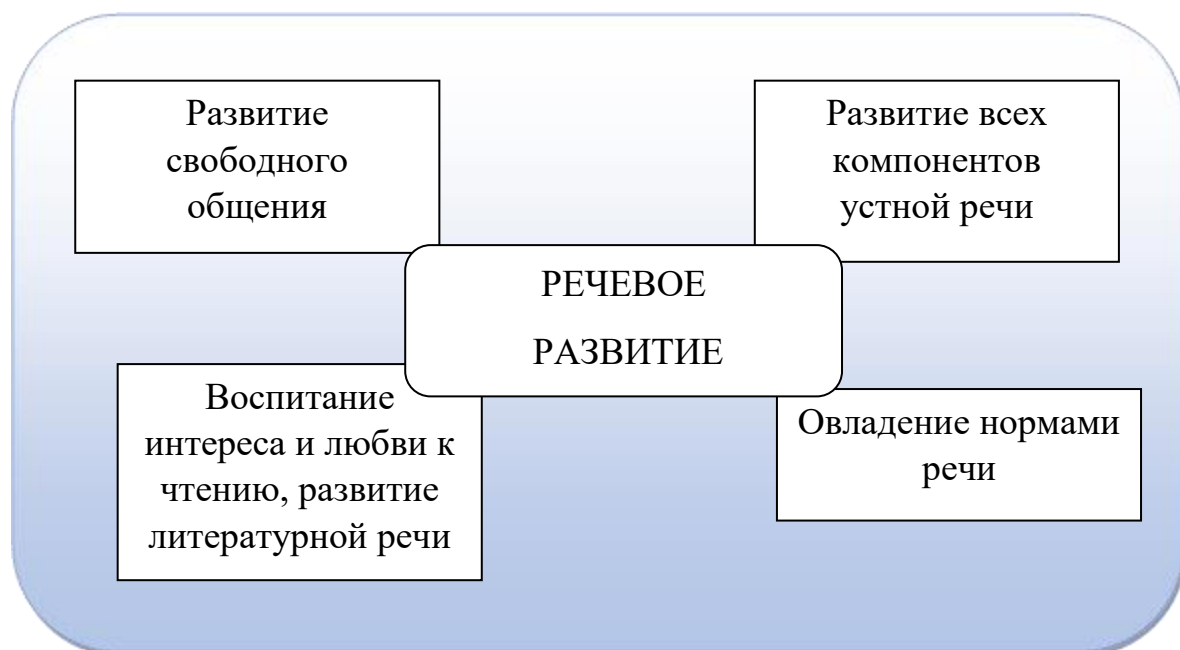 Развитие
свободного
общения
Развитие всех
компонентов
устной речи
РЕЧЕВОЕ
РАЗВИТИЕ
Воспитание
интереса и любви к
чтению, развитие
литературной речи
Овладение нормами
речи